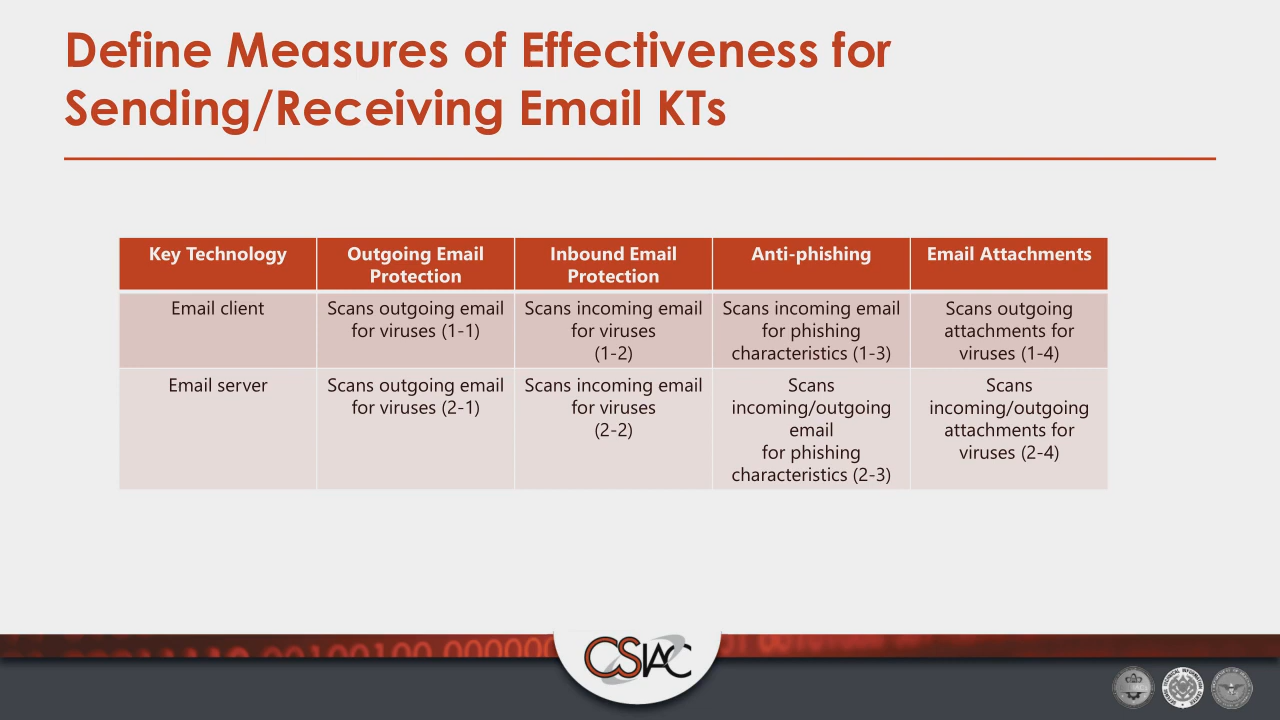 Define Measures of Effectiveness for
Sending/Receiving Email KTs
Key Technology
Outgoing Email
Protection
Inbound Email
Protection
Anti-phishing
Email Attachments
Email client
Scans outgoing email
for viruses (1-1)
Scans incoming email
for viruses
(1-2)
Scans incoming email
for phishing
characteristics (1-3)
Scans outgoing
attachments for
viruses (1-4)
Email server
Scans outgoing email
for viruses (2-1)
Scans incoming email
for viruses
(2-2)
Scans
incoming/outgoing
email
for phishing
characteristics (2-3)
Scans
incoming/outgoing
attachments for
viruses (2-4)
CSIAC